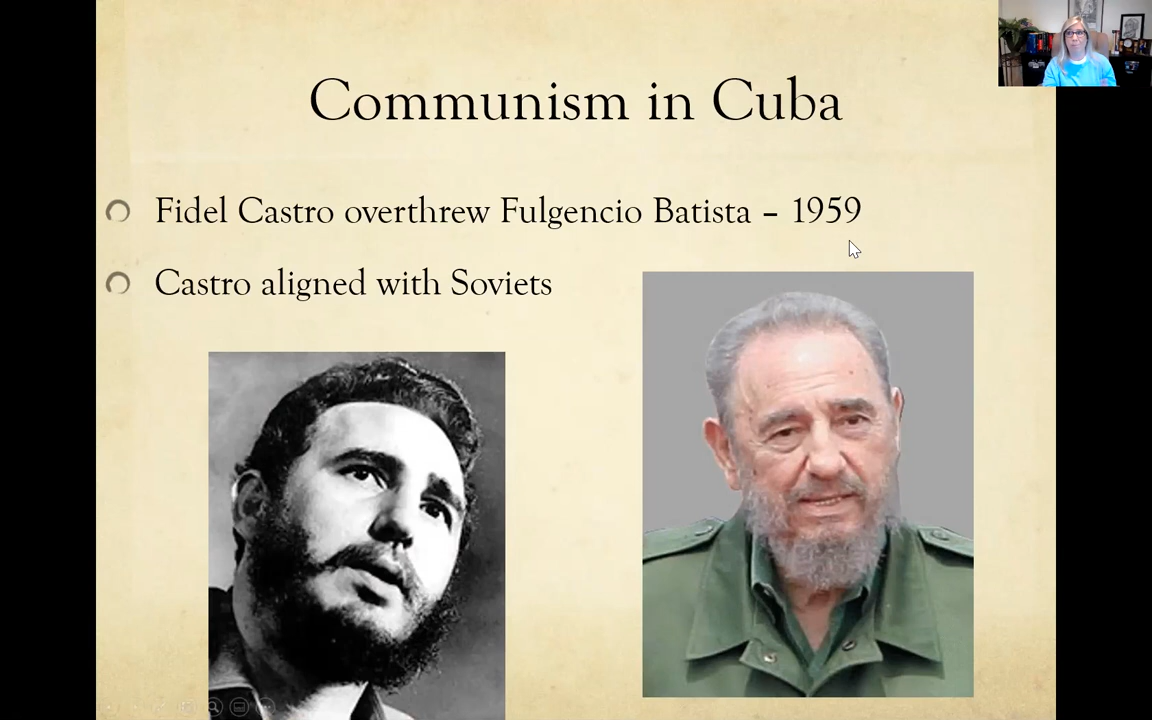 Communism in Cuba
Fidel Castro overthrew Fulgencio Batista – 1959
Castro aligned with Soviets